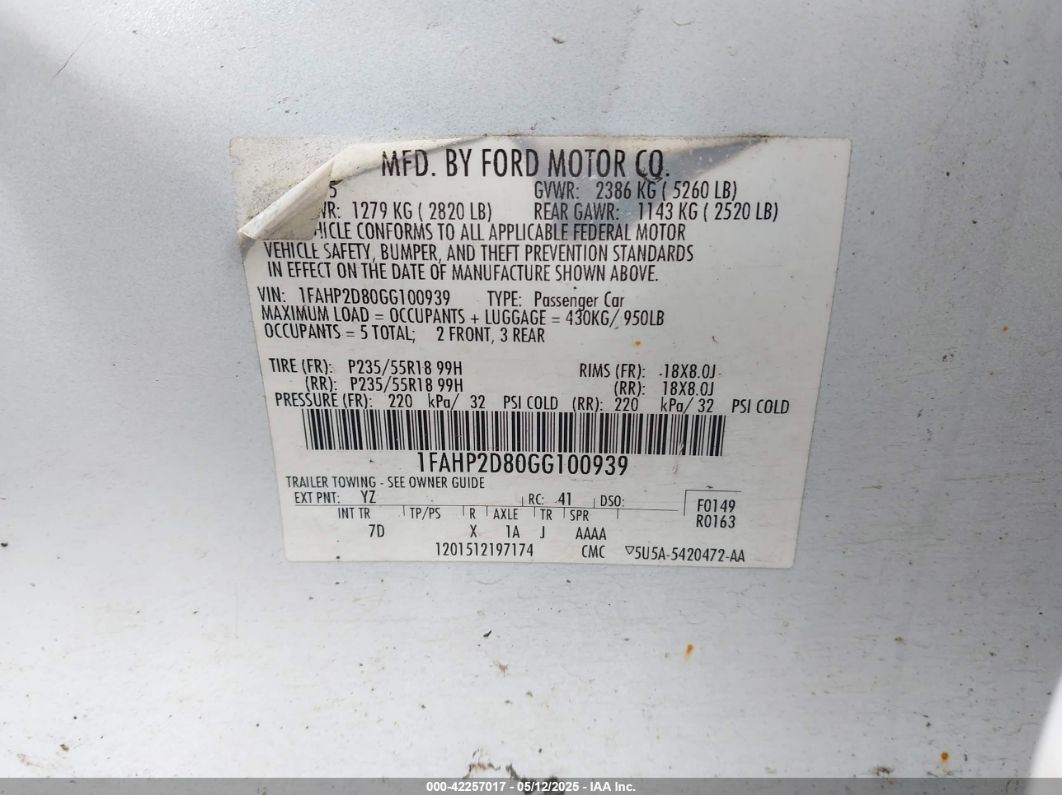 MFD. BY FORD MOTOR CO.
5 GVWR: 2386 KG ( 5260 LB)
WR: 1279 KG ( 2820 LB) REAR GAWR: 1143 KG ( 2520 LB)
HICLE CONFORMS TO ALL APPLICABLE FEDERAL MOTOR
VEHICLE SAFETY, BUMPER, AND THEFT PREVENTION STANDARDS
IN EFFECT ON THE DATE OF MANUFACTURE SHOWN ABOVE.
VIN: 1FAHP2D80GG100939 TYPE: Passenger Car
MAXIMUM LOAD = OCCUPANTS + LUGGAGE = 430KG/ 950LB
OCCUPANTS = 5 TOTAL; 2 FRONT, 3 REAR
TIRE (FR): P235/55R18 99H RIMS (FR): 18X8.0J
(RR): P235/55R18 99H (RR): 18X8.0J
PRESSURE (FR): 220 kPa/ 32 PSI COLD (RR): 220 kPa/ 32 PSI COLD
1FAHP2D80GG100939
TRAILER TOWING - SEE OWNER GUIDE
EXT PNT: YZ RC: 41 DSO: F0149
INT TR TP/PS R AXLE TR SPR R0163
7D X 1A J AAAA
1201512197174 CMC ▽5U5A-5420472-AA
000-42257017 - 05/12/2025 - IAA Inc.